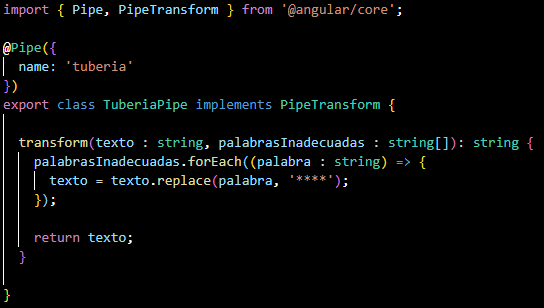 import { Pipe, PipeTransform } from '@angular/core';
@Pipe({
name: 'tuberia'
})
export class TuberiaPipe implements PipeTransform {
transform(texto : string, palabrasInadecuadas : string[]): string {
palabrasInadecuadas.forEach((palabra : string) => {
texto = texto.replace(palabra, '****');
});
return texto;
}
}